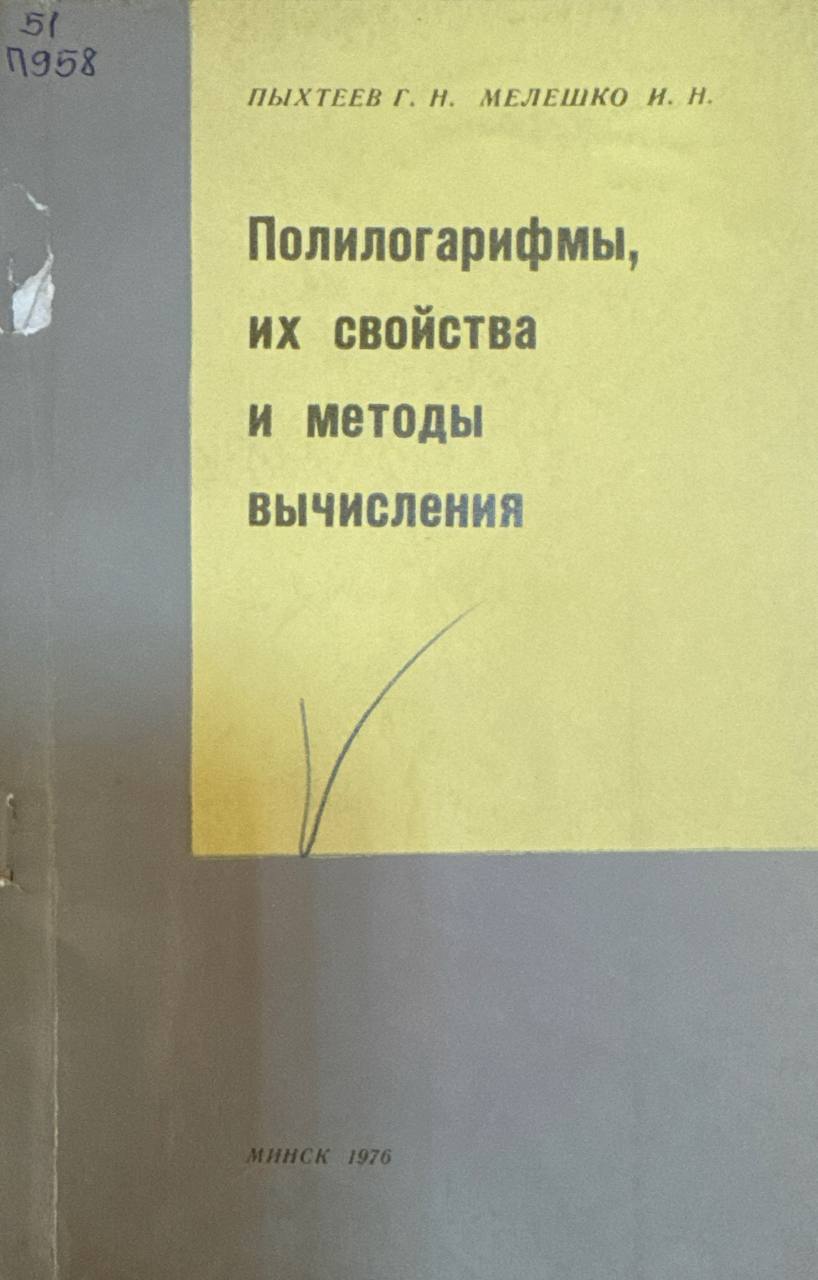 51
П958
ПЫХТЕЕВ Г. Н. МЕЛЕШКО И. Н.
Полилогарифмы,
их свойства
и методы
вычисления
МИНСК 1976